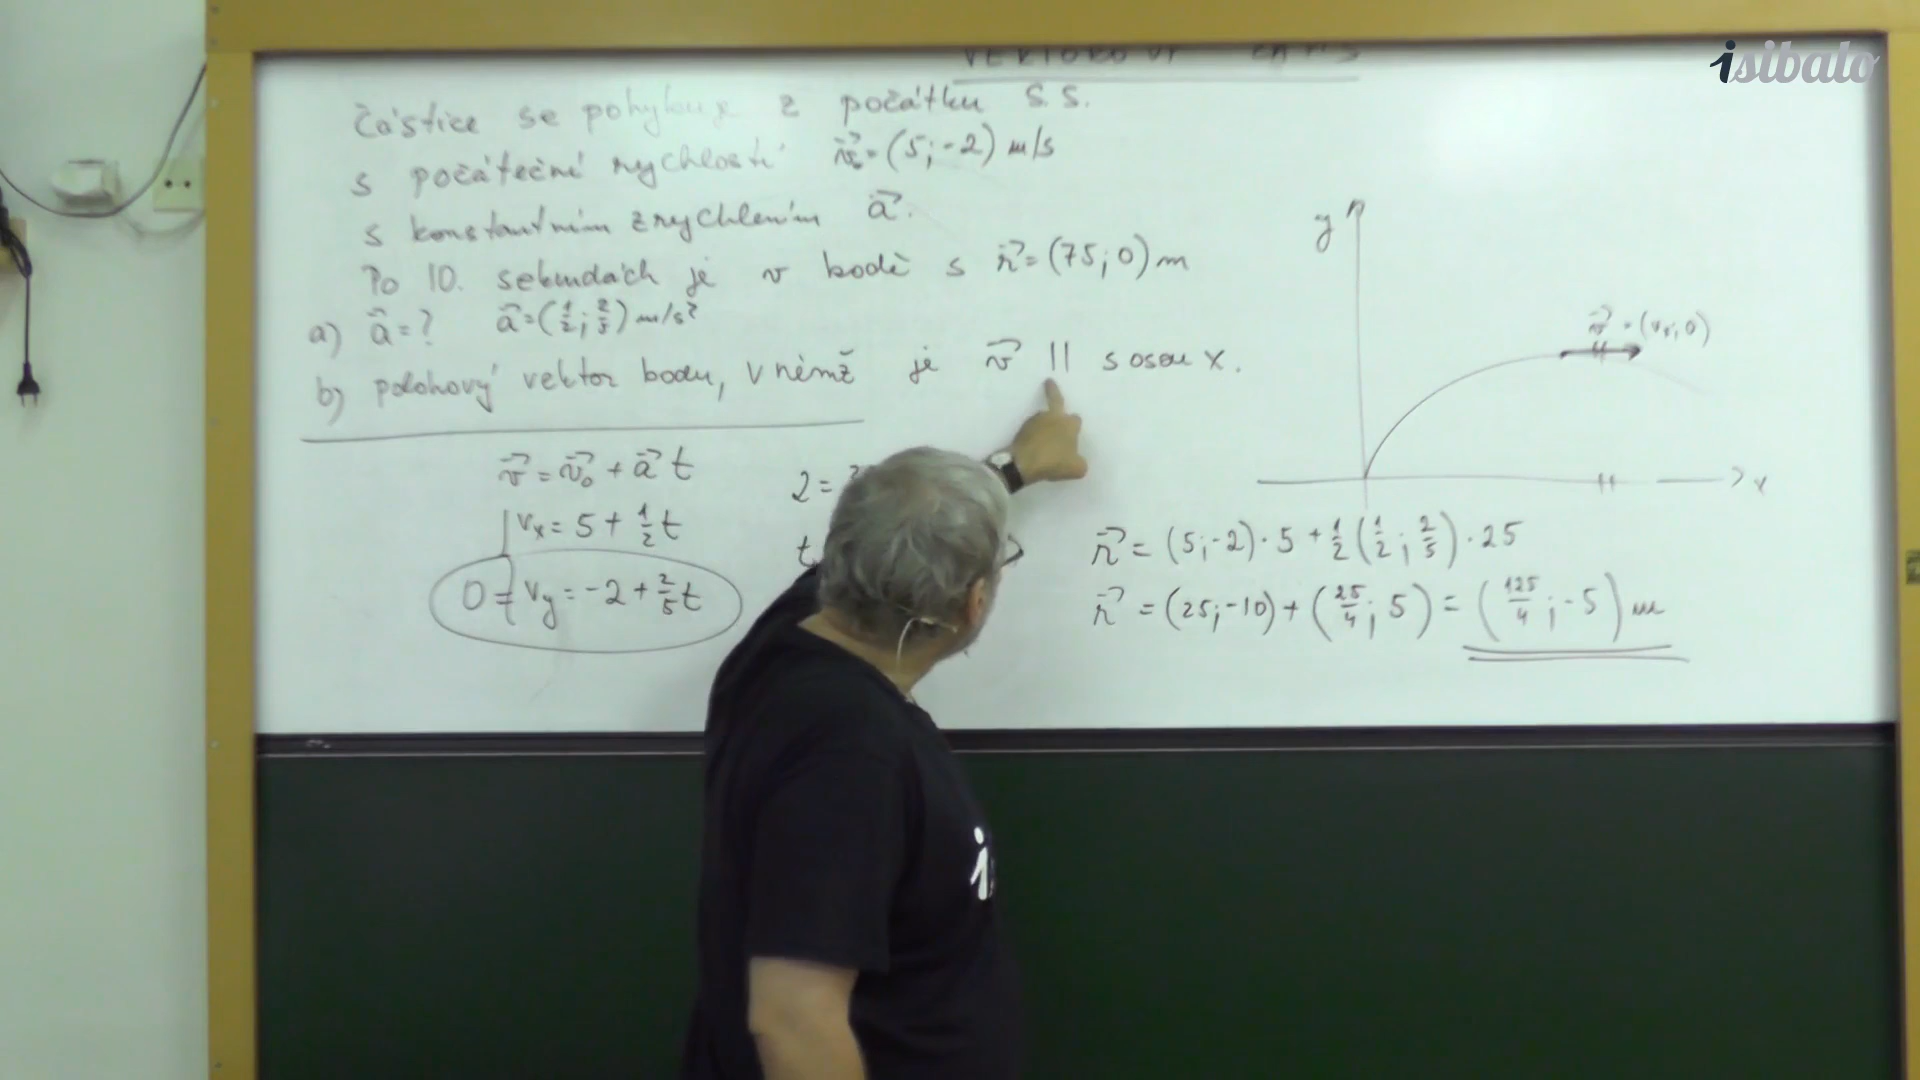 isibalo
Částice se pohybuje z počátku S.S.
s počáteční rychlostí v₀ = (5;-2) m/s
s konstantním zrychlením a⃗.
Po 10. sekundách je v bodě s r⃗ = (75;0) m
a) a⃗ = ? a⃗ = (1/2; 2/5) m/s²
b) polohový vektor bodu, v němž je v⃗ || s osou x.
v⃗ = v⃗₀ + a⃗ t
vx = 5 + 1/2 t
0 = vy = -2 + 2/5 t
2 =
t
y
v⃗ = (vx, 0)
x
r⃗ = (5;-2)·5 + 1/2 (1/2; 2/5)·25
r⃗ = (25;-10) + (25/4; 5) = (125/4; -5) m
i